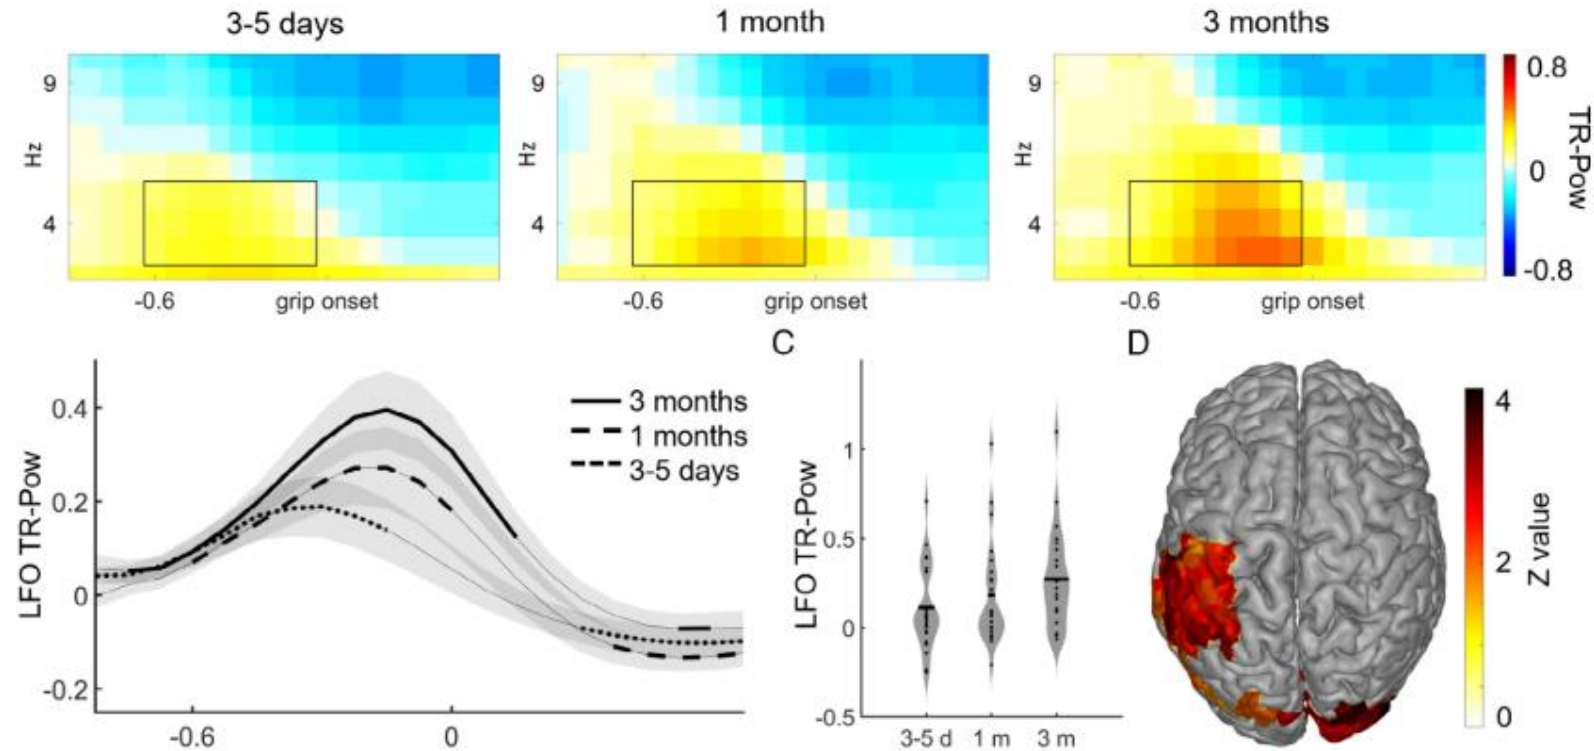 3-5 days
1 month
3 months
9
Hz
4
-0.6
grip onset
9
Hz
4
-0.6
grip onset
9
Hz
4
-0.6
grip onset
0.8
0
-0.8
TR-Pow
LFO TR-Pow
0.4
0.2
0
-0.2
-0.6
0
3 months
1 months
3-5 days
C
LFO TR-Pow
1
0.5
0
-0.5
3-5 d
1 m
3 m
D
4
2
0
Z value